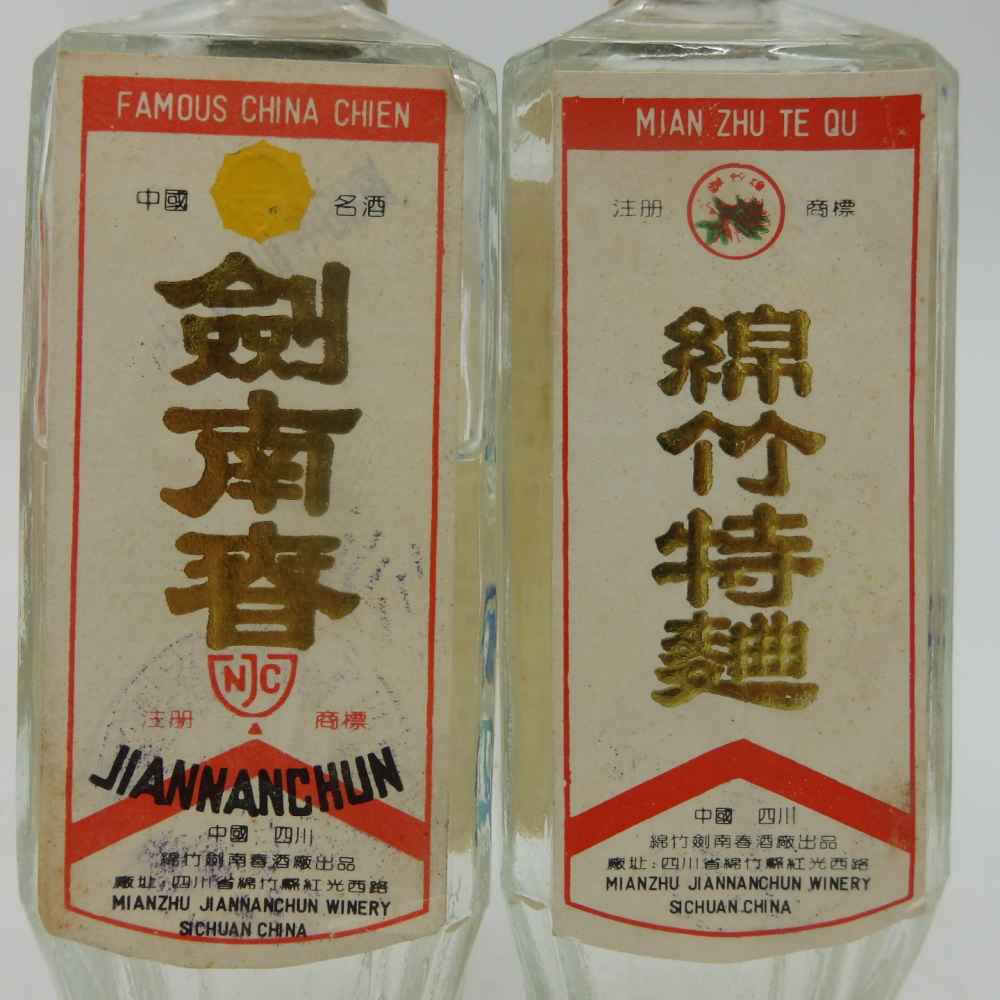 FAMOUS CHINA CHIEN
中國 名酒
劍南春
NJC
注册 商標
JIANNANCHUN
中國 四川
綿竹劍南春酒廠出品
廠址:四川省綿竹縣紅光西路
MIANZHU JIANNANCHUN WINERY
SICHUAN CHINA
MIAN ZHU TE QU
注册 商標
綿竹特麯
中國 四川
綿竹劍南春酒廠出品
廠址:四川省綿竹縣紅光西路
MIANZHU JIANNANCHUN WINERY
SICHUAN.CHINA